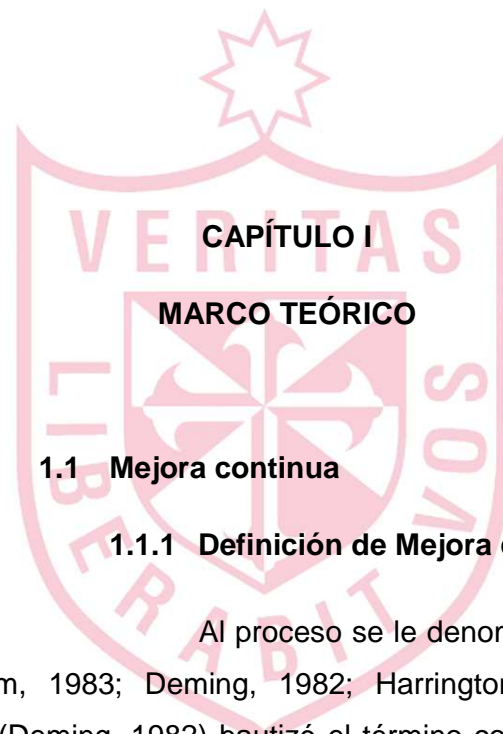 CAPÍTULO I
MARCO TEÓRICO
1.1 Mejora continua
1.1.1 Definición de Mejora
Al proceso se le
1983; Deming, 1982; Harrington
(Deming, 1982) bautizó el término
VERITAS LIBERABIT VOS